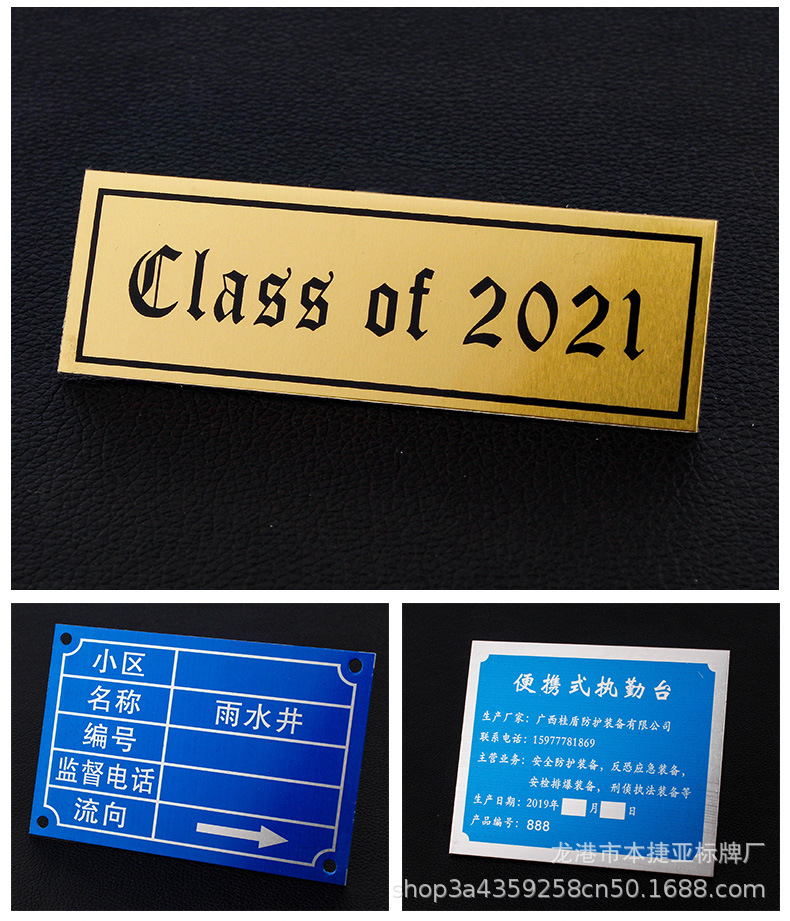 Class of 2021
小区
名称 雨水井
编号
监督电话
流向
便携式执勤台
生产厂家：广西桂盾防护装备有限公司
联系电话：15977781869
主营业务：安全防护装备，反恐应急装备，
安检排爆装备，刑侦执法装备等
生产日期：2019年 月 日
产品编号：888
龙港市本捷亚标牌厂
shop3a4359258cn50.1688.com